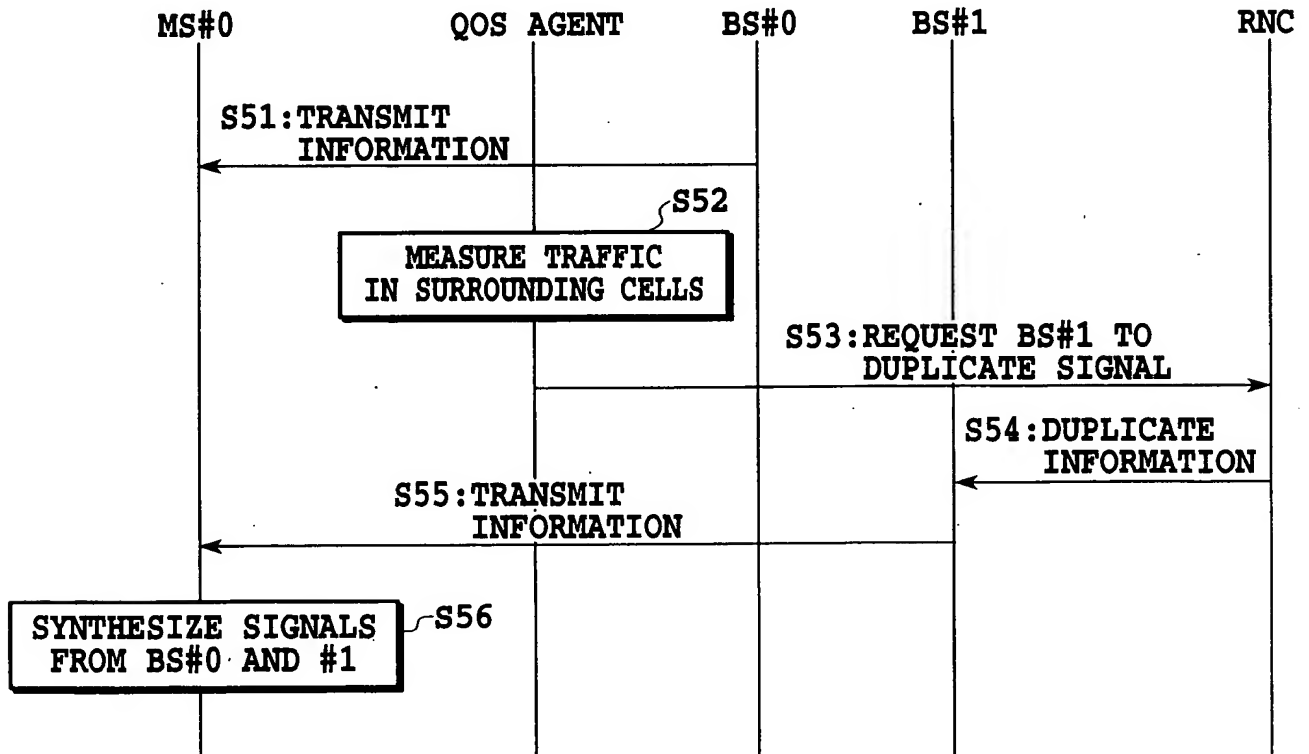 MS#0 QOS AGENT BS#0 BS#1 RNC
S51:TRANSMIT
INFORMATION
S52
MEASURE TRAFFIC
IN SURROUNDING CELLS
S53:REQUEST BS#1 TO
DUPLICATE SIGNAL
S54:DUPLICATE
INFORMATION
S55:TRANSMIT
INFORMATION
S56
SYNTHESIZE SIGNALS
FROM BS#0 AND #1